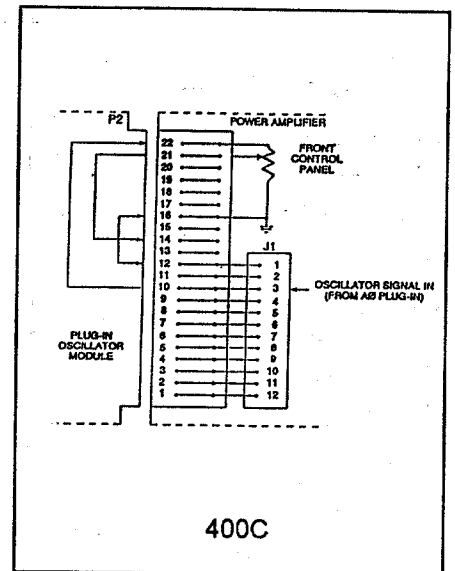 P2
POWER AMPLIFIER
22
21
20
19
18
17
16
15
14
13
12
11
10
9
8
7
6
5
4
3
2
1
FRONT
CONTROL
PANEL
J1
1
2
3
4
5
6
7
8
9
10
11
12
OSCILLATOR SIGNAL IN
(FROM AØ PLUG-IN)
PLUG-IN
OSCILLATOR
MODULE
400C